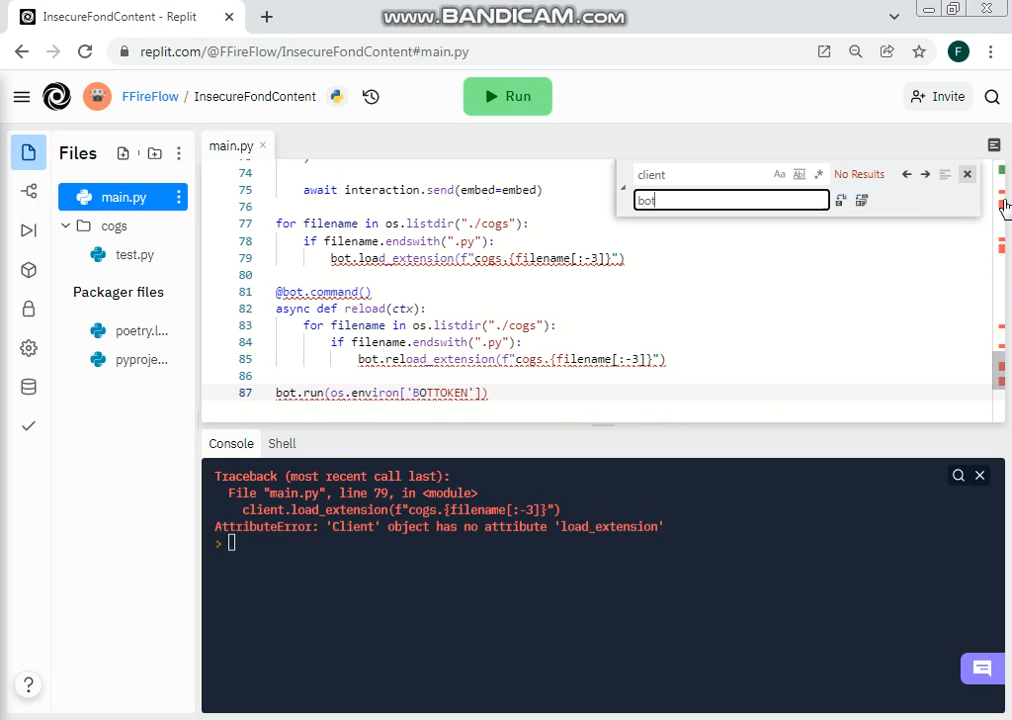 InsecureFondContent - Replit
www.BANDICAM.com
replit.com/@FFireFlow/InsecureFondContent#main.py
F
FFireFlow / InsecureFondContent
Run
Invite
Files
main.py
cogs
test.py
Packager files
poetry.l...
pyproje...
main.py
client
No Results
bot
74
75 await interaction.send(embed=embed)
76
77 for filename in os.listdir("./cogs"):
78 if filename.endswith(".py"):
79 bot.load_extension(f"cogs.{filename[:-3]}")
80
81 @bot.command()
82 async def reload(ctx):
83 for filename in os.listdir("./cogs"):
84 if filename.endswith(".py"):
85 bot.reload_extension(f"cogs.{filename[:-3]}")
86
87 bot.run(os.environ['BOTTOKEN'])
Console
Shell
Traceback (most recent call last):
File "main.py", line 79, in <module>
client.load_extension(f"cogs.{filename[:-3]}")
AttributeError: 'Client' object has no attribute 'load_extension'
>